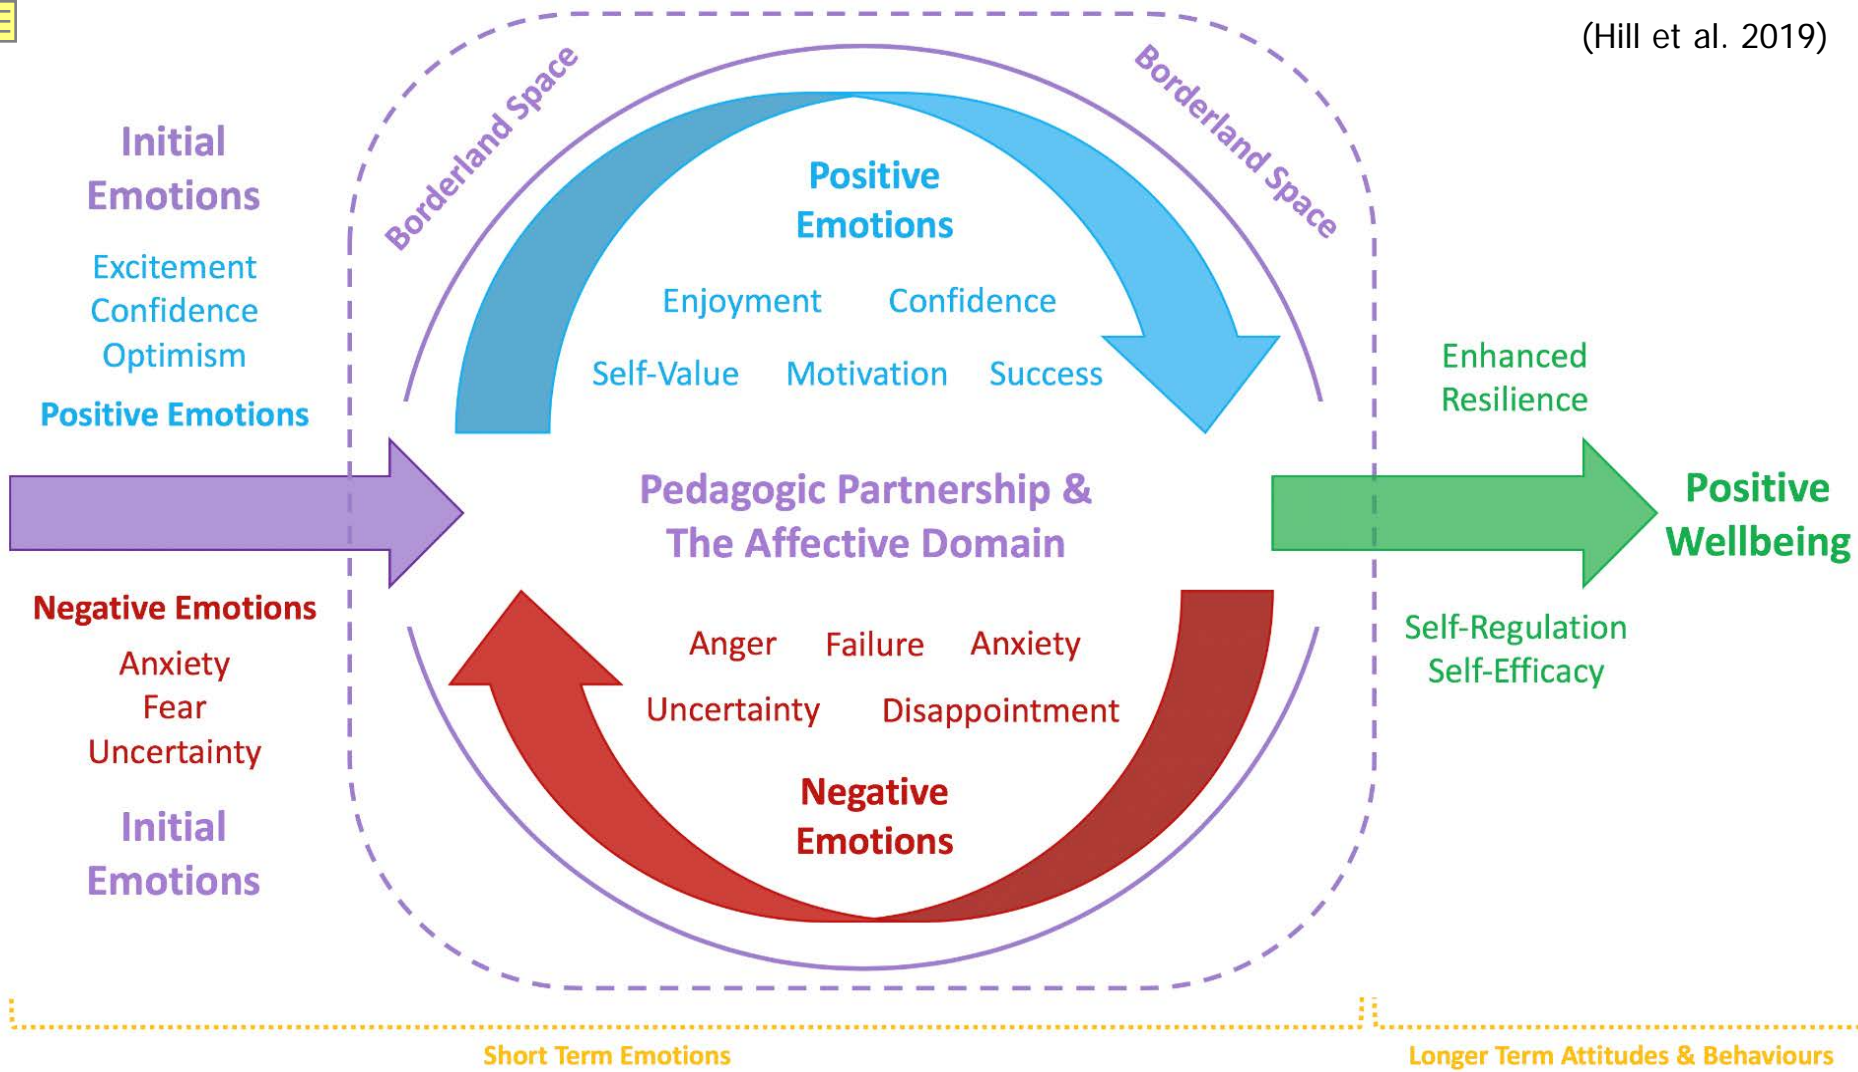 (Hill et al. 2019)
Borderland Space
Borderland Space
Initial
Emotions
Excitement
Confidence
Optimism
Positive Emotions
Negative Emotions
Anxiety
Fear
Uncertainty
Initial
Emotions
Positive
Emotions
Enjoyment Confidence
Self-Value Motivation Success
Pedagogic Partnership &
The Affective Domain
Anger Failure Anxiety
Uncertainty Disappointment
Negative
Emotions
Enhanced
Resilience
Positive
Wellbeing
Self-Regulation
Self-Efficacy
Short Term Emotions
Longer Term Attitudes & Behaviours